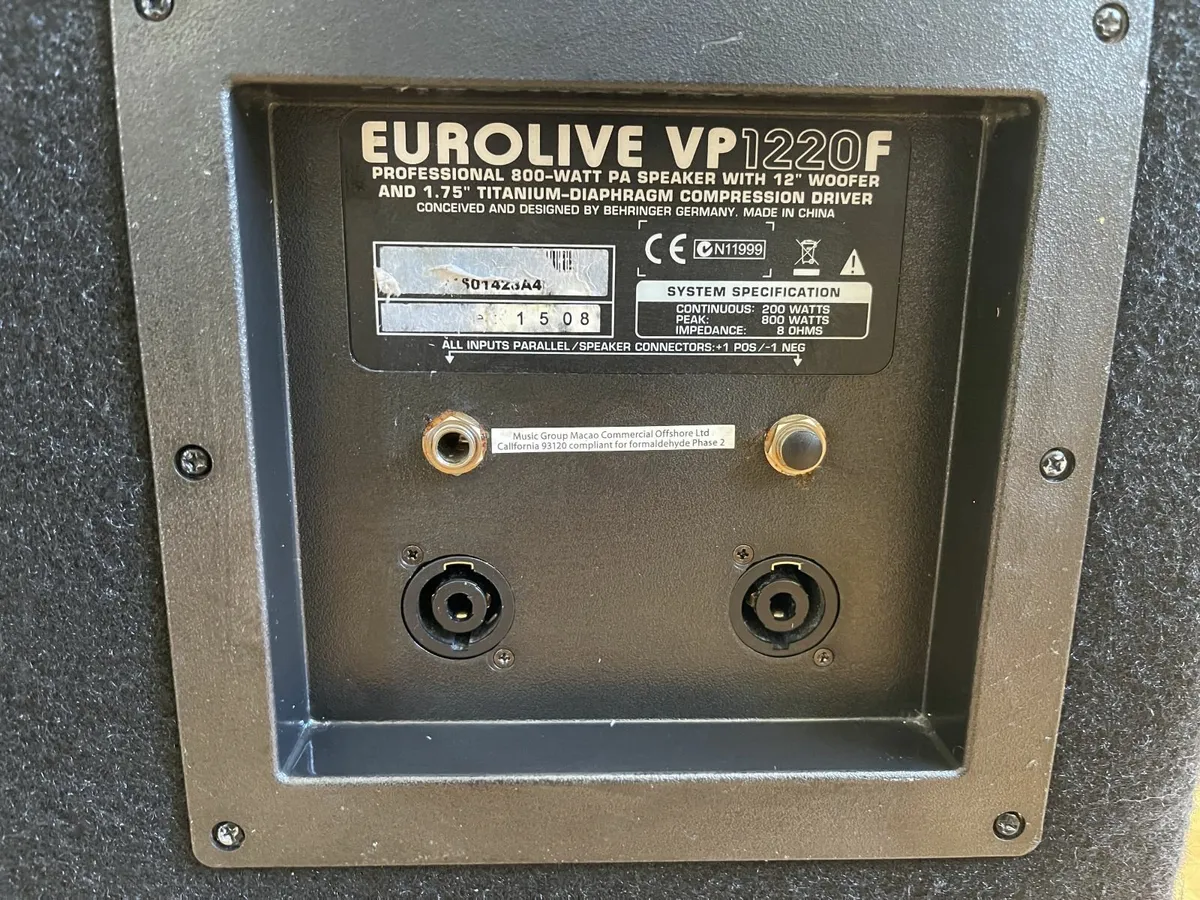 EUROLIVE VP1220F
PROFESSIONAL 800-WATT PA SPEAKER WITH 12" WOOFER
AND 1.75" TITANIUM-DIAPHRAGM COMPRESSION DRIVER
CONCEIVED AND DESIGNED BY BEHRINGER GERMANY. MADE IN CHINA
CE N11999
1508
SYSTEM SPECIFICATION
CONTINUOUS: 200 WATTS
PEAK: 800 WATTS
IMPEDANCE: 8 OHMS
ALL INPUTS PARALLEL/SPEAKER CONNECTORS:+1 POS/-1 NEG
Music Group Macao Commercial Offshore Ltd
California 93120 compliant for formaldehyde Phase 2